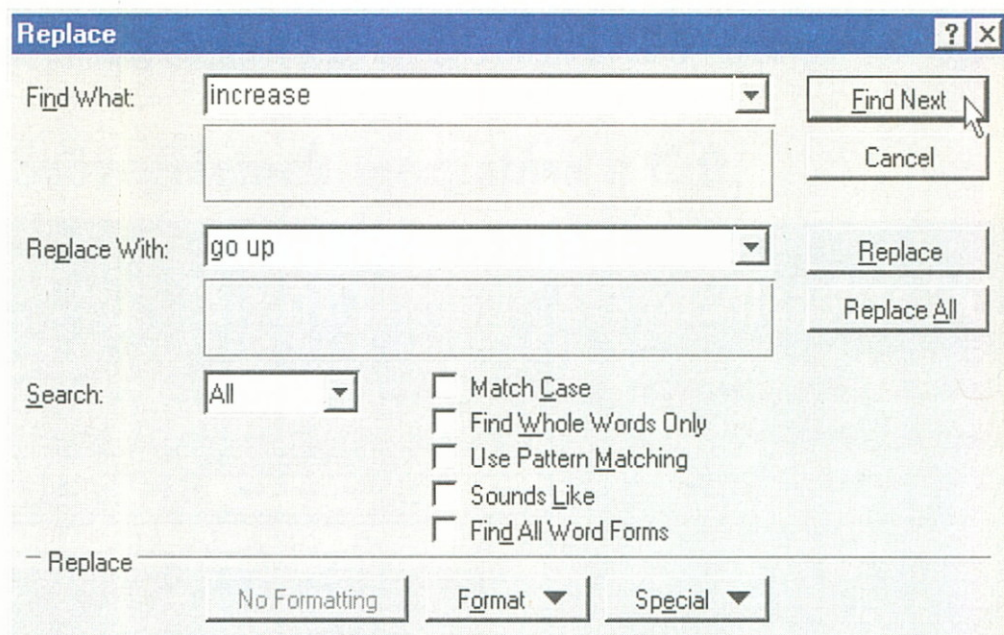 Replace
Find What: increase Find Next
Cancel
Replace With: go up Replace
Replace All
Search: All Match Case
Find Whole Words Only
Use Pattern Matching
Sounds Like
Find All Word Forms
Replace
No Formatting Format Special